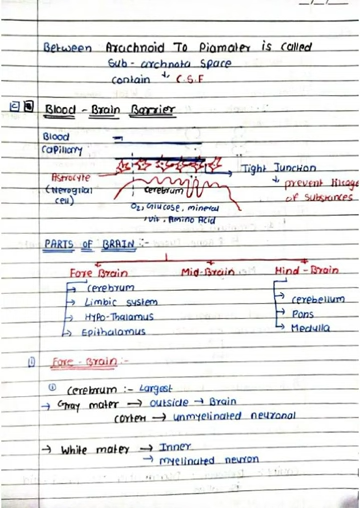 Between Arachnoid To Piamater is called
Sub-archnata space
contain ↓ C.S.F
Blood-Brain Barrier
Blood
Capillary
Tight Junction
Astrocyte
↓ prevent
(Neroglial
cell)
of Substances
cerebrum
O2, Glucose, mineral
vit, Amino Acid
PARTS OF BRAIN :-
Fore Brain Mid-Brain Hind-Brain
→ Cerebrum
→ Limbic system
→ Hypo-Thalamus
→ Epithalamus
→ cerebellum
→ Pons
→ Medulla
① Fore-Brain :-
① Cerebrum :- Largest
→ Gray mater → outside → Brain
cortex → unmyelinated neuronal
→ White mater → Inner
→ myelinated neuron